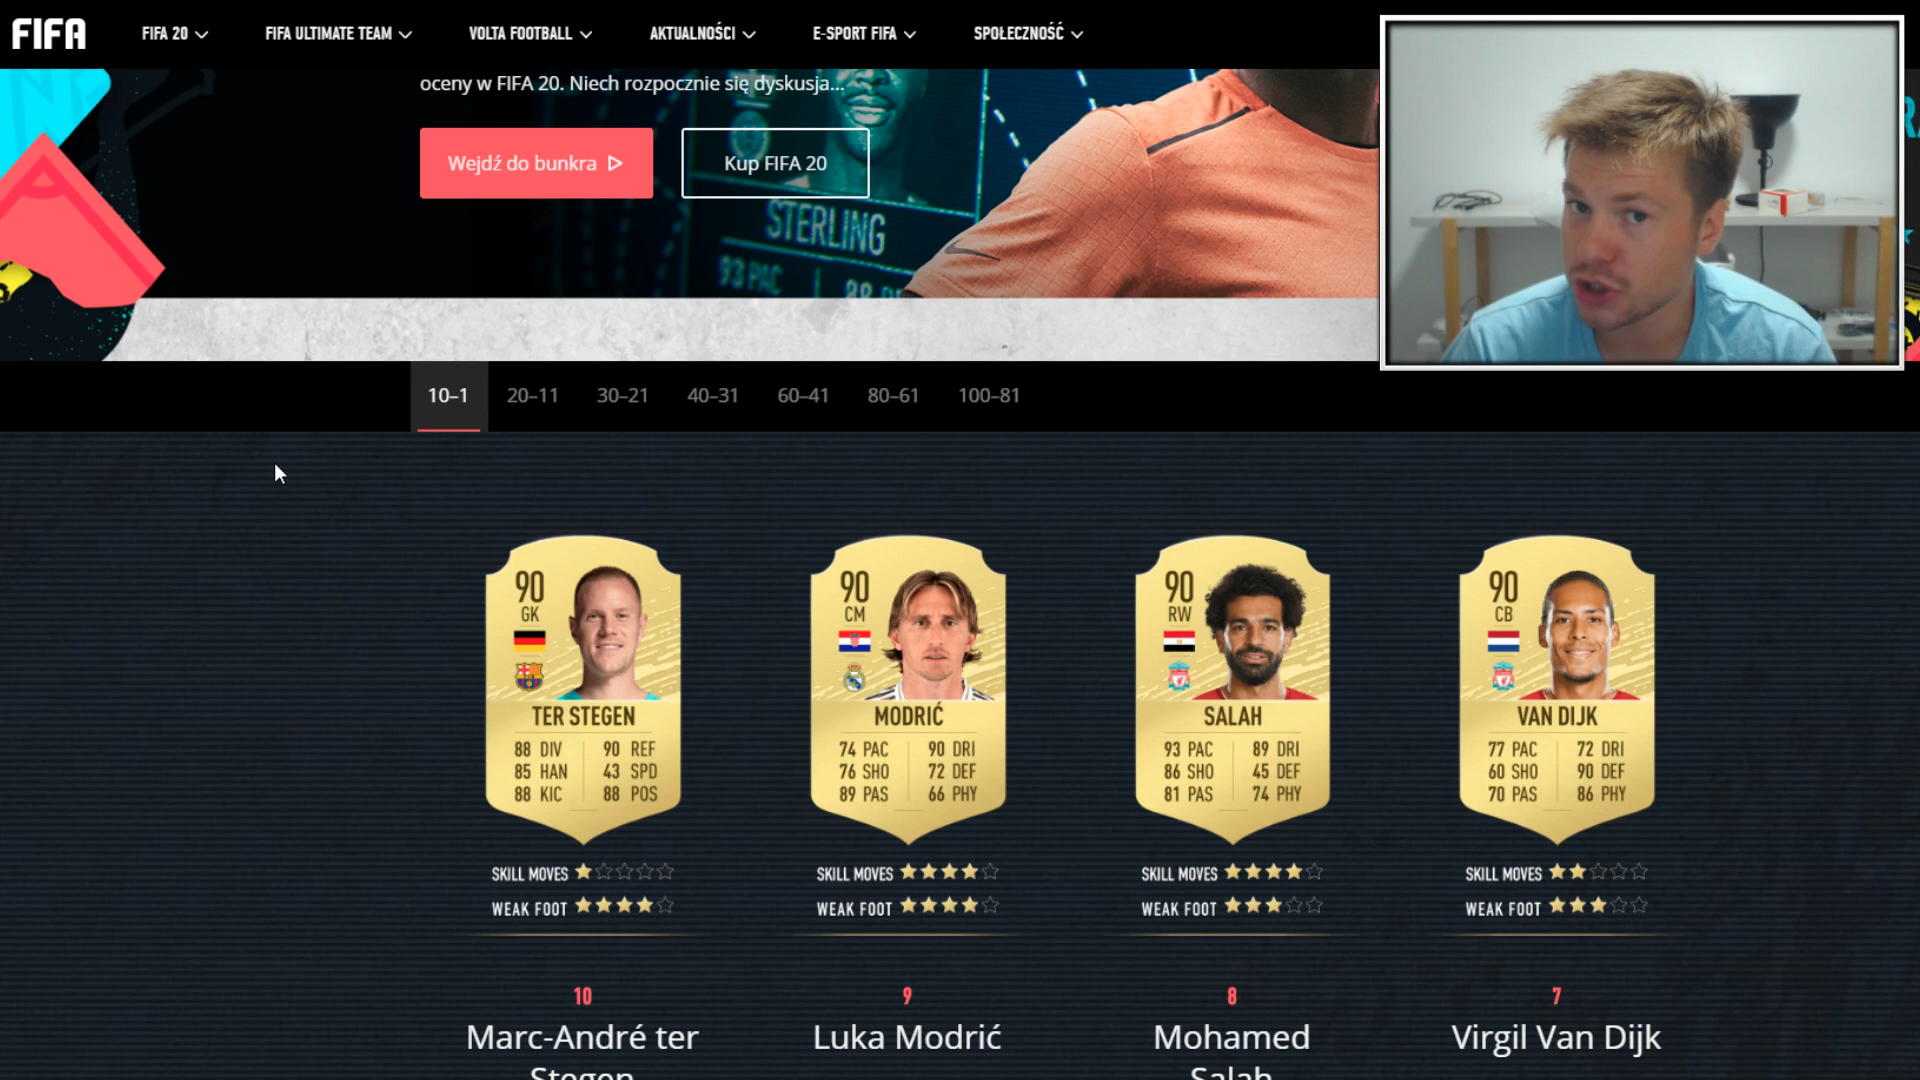 FIFA
FIFA 20
FIFA ULTIMATE TEAM
VOLTA FOOTBALL
AKTUALNOŚCI
E-SPORT FIFA
SPOŁECZNOŚĆ
oceny w FIFA 20. Niech rozpocznie się dyskusja...
Wejdź do bunkra
Kup FIFA 20
STERLING
93 PAC
10–1
20–11
30–21
40–31
60–41
80–61
100–81
90
GK
TER STEGEN
88 DIV 90 REF
85 HAN 43 SPD
88 KIC 88 POS
SKILL MOVES
WEAK FOOT
10
Marc-André ter
Stegen
90
CM
MODRIĆ
74 PAC 90 DRI
76 SHO 72 DEF
89 PAS 66 PHY
SKILL MOVES
WEAK FOOT
9
Luka Modrić
90
RW
SALAH
93 PAC 89 DRI
86 SHO 45 DEF
81 PAS 74 PHY
SKILL MOVES
WEAK FOOT
8
Mohamed
Salah
90
CB
VAN DIJK
77 PAC 72 DRI
60 SHO 90 DEF
70 PAS 86 PHY
SKILL MOVES
WEAK FOOT
7
Virgil Van Dijk